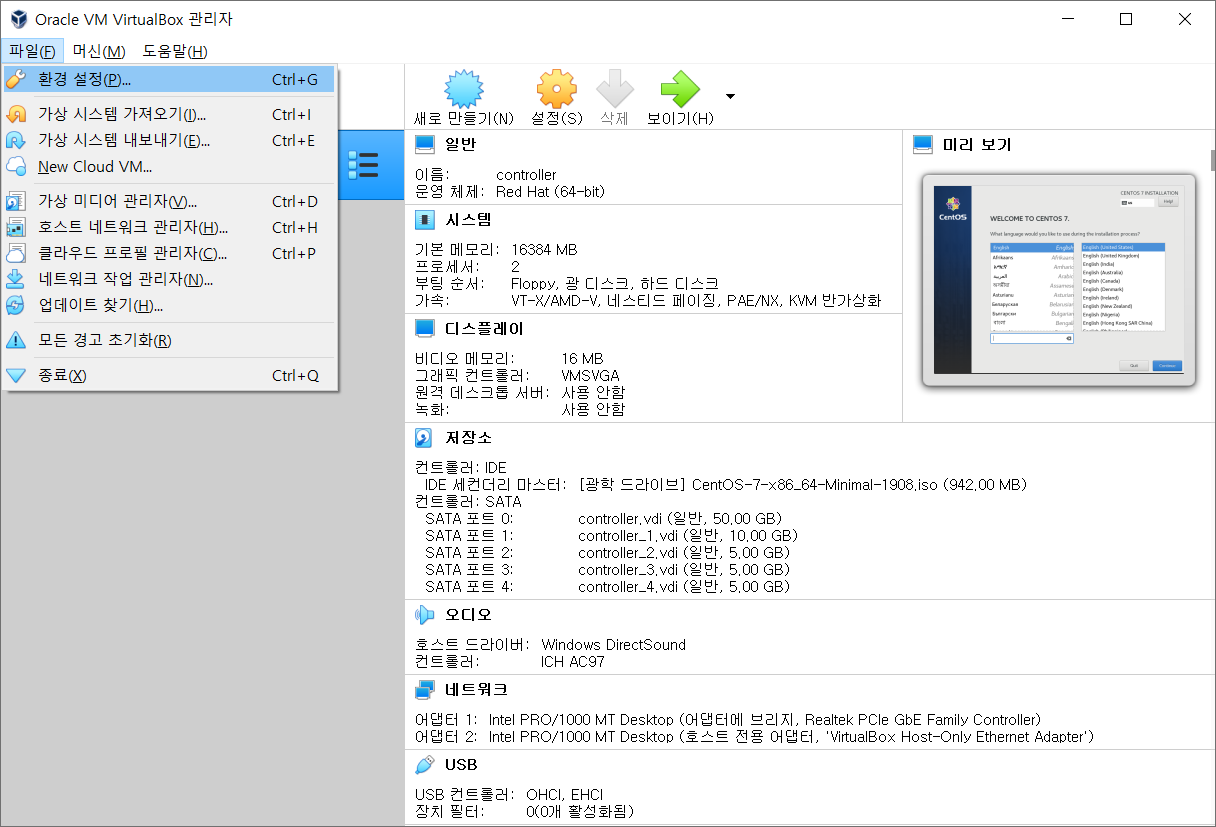 Oracle VM VirtualBox 관리자
파일(F) 머신(M) 도움말(H)
환경 설정(P)... Ctrl+G
가상 시스템 가져오기(I)... Ctrl+I
가상 시스템 내보내기(E)... Ctrl+E
New Cloud VM...
가상 미디어 관리자(V)... Ctrl+D
호스트 네트워크 관리자(H)... Ctrl+H
클라우드 프로필 관리자(C)... Ctrl+P
네트워크 작업 관리자(N)...
업데이트 찾기(H)...
모든 경고 초기화(R)
종료(X) Ctrl+Q
새로 만들기(N) 설정(S) 삭제 보이기(H)
일반
이름: controller
운영 체제: Red Hat (64-bit)
시스템
기본 메모리: 16384 MB
프로세서: 2
부팅 순서: Floppy, 광 디스크, 하드 디스크
가속: VT-x/AMD-V, 네스티드 페이징, PAE/NX, KVM 반가상화
디스플레이
비디오 메모리: 16 MB
그래픽 컨트롤러: VMSVGA
원격 데스크톱 서버: 사용 안함
녹화: 사용 안함
미리 보기
CENTOS 7 INSTALLATION
Help!
CentOS
WELCOME TO CENTOS 7.
What language would you like to use during the installation process?
English English English (United States)
Afrikaans Afrikaans English (United Kingdom)
English (India)
English (Australia)
English (Canada)
English (Denmark)
English (Ireland)
English (New Zealand)
English (Nigeria)
English (Hong Kong SAR China)
Quit Continue
저장소
컨트롤러: IDE
IDE 세컨더리 마스터: [광학 드라이브] CentOS-7-x86_64-Minimal-1908.iso (942.00 MB)
컨트롤러: SATA
SATA 포트 0: controller.vdi (일반, 50.00 GB)
SATA 포트 1: controller_1.vdi (일반, 10.00 GB)
SATA 포트 2: controller_2.vdi (일반, 5.00 GB)
SATA 포트 3: controller_3.vdi (일반, 5.00 GB)
SATA 포트 4: controller_4.vdi (일반, 5.00 GB)
오디오
호스트 드라이버: Windows DirectSound
컨트롤러: ICH AC97
네트워크
어댑터 1: Intel PRO/1000 MT Desktop (어댑터에 브리지, Realtek PCIe GbE Family Controller)
어댑터 2: Intel PRO/1000 MT Desktop (호스트 전용 어댑터, 'VirtualBox Host-Only Ethernet Adapter')
USB
USB 컨트롤러: OHCI, EHCI
장치 필터: 0(0개 활성화됨)